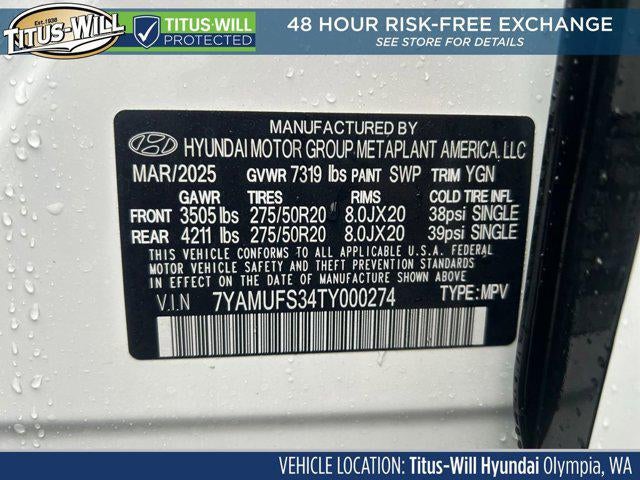 Est. 1938
TITUS-WILL
TITUS-WILL
PROTECTED
48 HOUR RISK-FREE EXCHANGE
SEE STORE FOR DETAILS
MANUFACTURED BY
HYUNDAI MOTOR GROUP METAPLANT AMERICA, LLC
MAR/2025 GVWR 7319 lbs PAINT SWP TRIM YGN
GAWR TIRES RIMS COLD TIRE INFL
FRONT 3505 lbs 275/50R20 8.0JX20 38psi SINGLE
REAR 4211 lbs 275/50R20 8.0JX20 39psi SINGLE
THIS VEHICLE CONFORMS TO ALL APPLICABLE U.S.A. FEDERAL
MOTOR VEHICLE SAFETY AND THEFT PREVENTION STANDARDS
IN EFFECT ON THE DATE OF MANUFACTURE SHOWN ABOVE.
V.I.N 7YAMUFS34TY000274 TYPE: MPV
VEHICLE LOCATION: Titus-Will Hyundai Olympia, WA